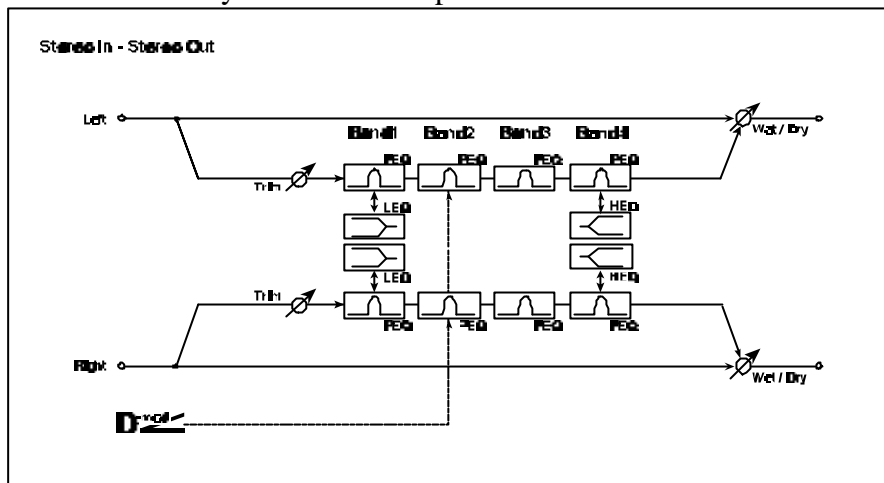 Stereo In - Stereo Out
Left
Band1 Band2 Band3 Band4
Wet / Dry
PEQ PEQ PEQ PEQ
Trim
LEQ HEQ
LEQ HEQ
Trim
PEQ PEQ PEQ PEQ
Right
Wet / Dry